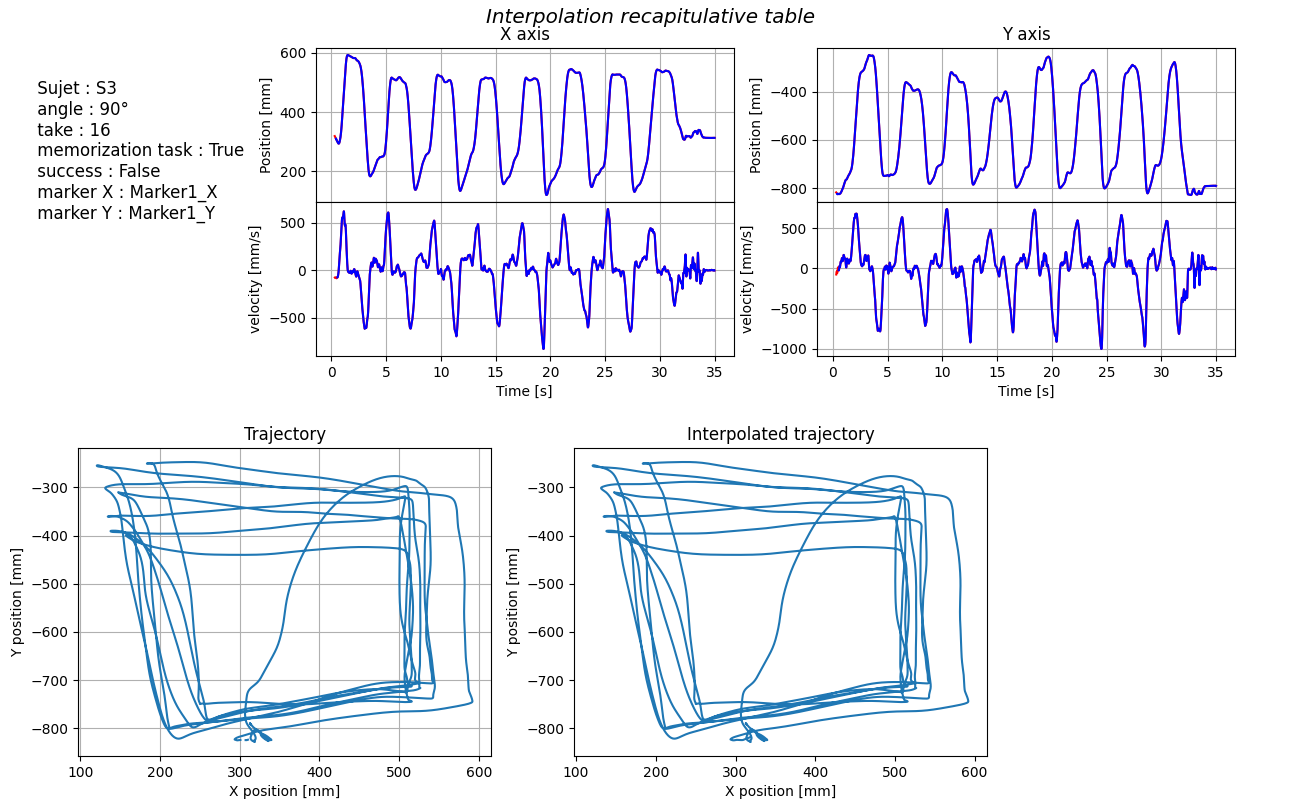 Interpolation recapitulative table
Sujet : S3
angle : 90°
take : 16
memorization task : True
success : False
marker X : Marker1_X
marker Y : Marker1_Y
X axis
Position [mm]
600
400
200
velocity [mm/s]
500
0
−500
0 5 10 15 20 25 30 35
Time [s]
Y axis
Position [mm]
−400
−600
−800
velocity [mm/s]
500
0
−500
−1000
0 5 10 15 20 25 30 35
Time [s]
Trajectory
Y position [mm]
−300
−400
−500
−600
−700
−800
100 200 300 400 500 600
X position [mm]
Interpolated trajectory
Y position [mm]
−300
−400
−500
−600
−700
−800
100 200 300 400 500 600
X position [mm]